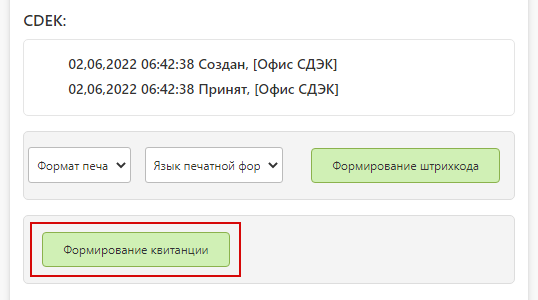 CDEK:
02,06,2022 06:42:38 Создан, [Офис СДЭК]
02,06,2022 06:42:38 Принят, [Офис СДЭК]
Формат печа Язык печатной фор Формирование штрихкода
Формирование квитанции